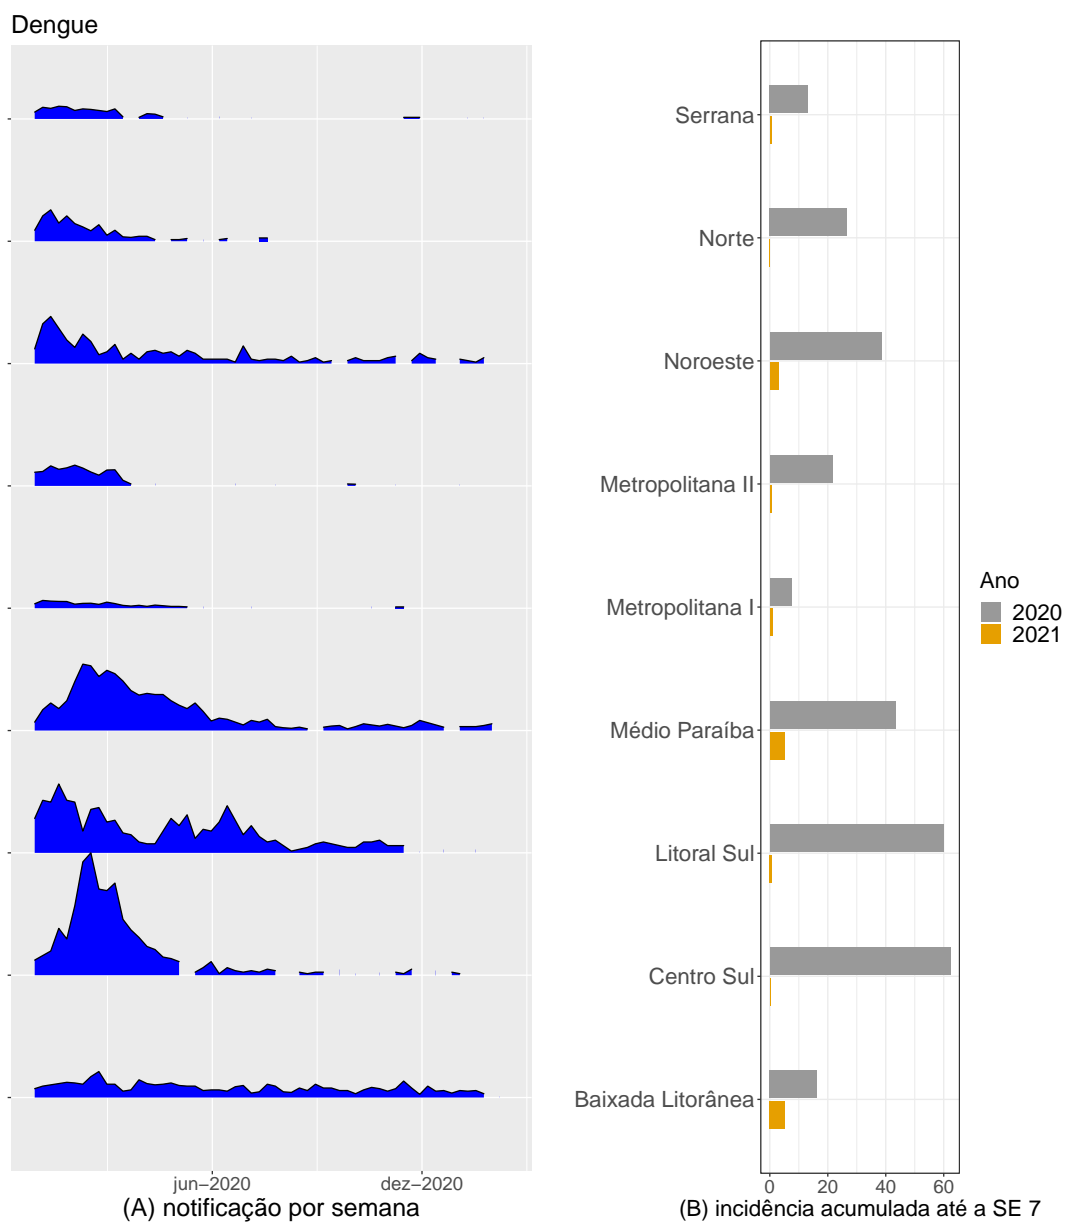 Dengue
Serrana
Norte
Noroeste
Metropolitana II
Metropolitana I
Médio Paraíba
Litoral Sul
Centro Sul
Baixada Litorânea
jun−2020 dez−2020
(A) notificação por semana
0 20 40 60
(B) incidência acumulada até a SE 7
Ano
2020
2021